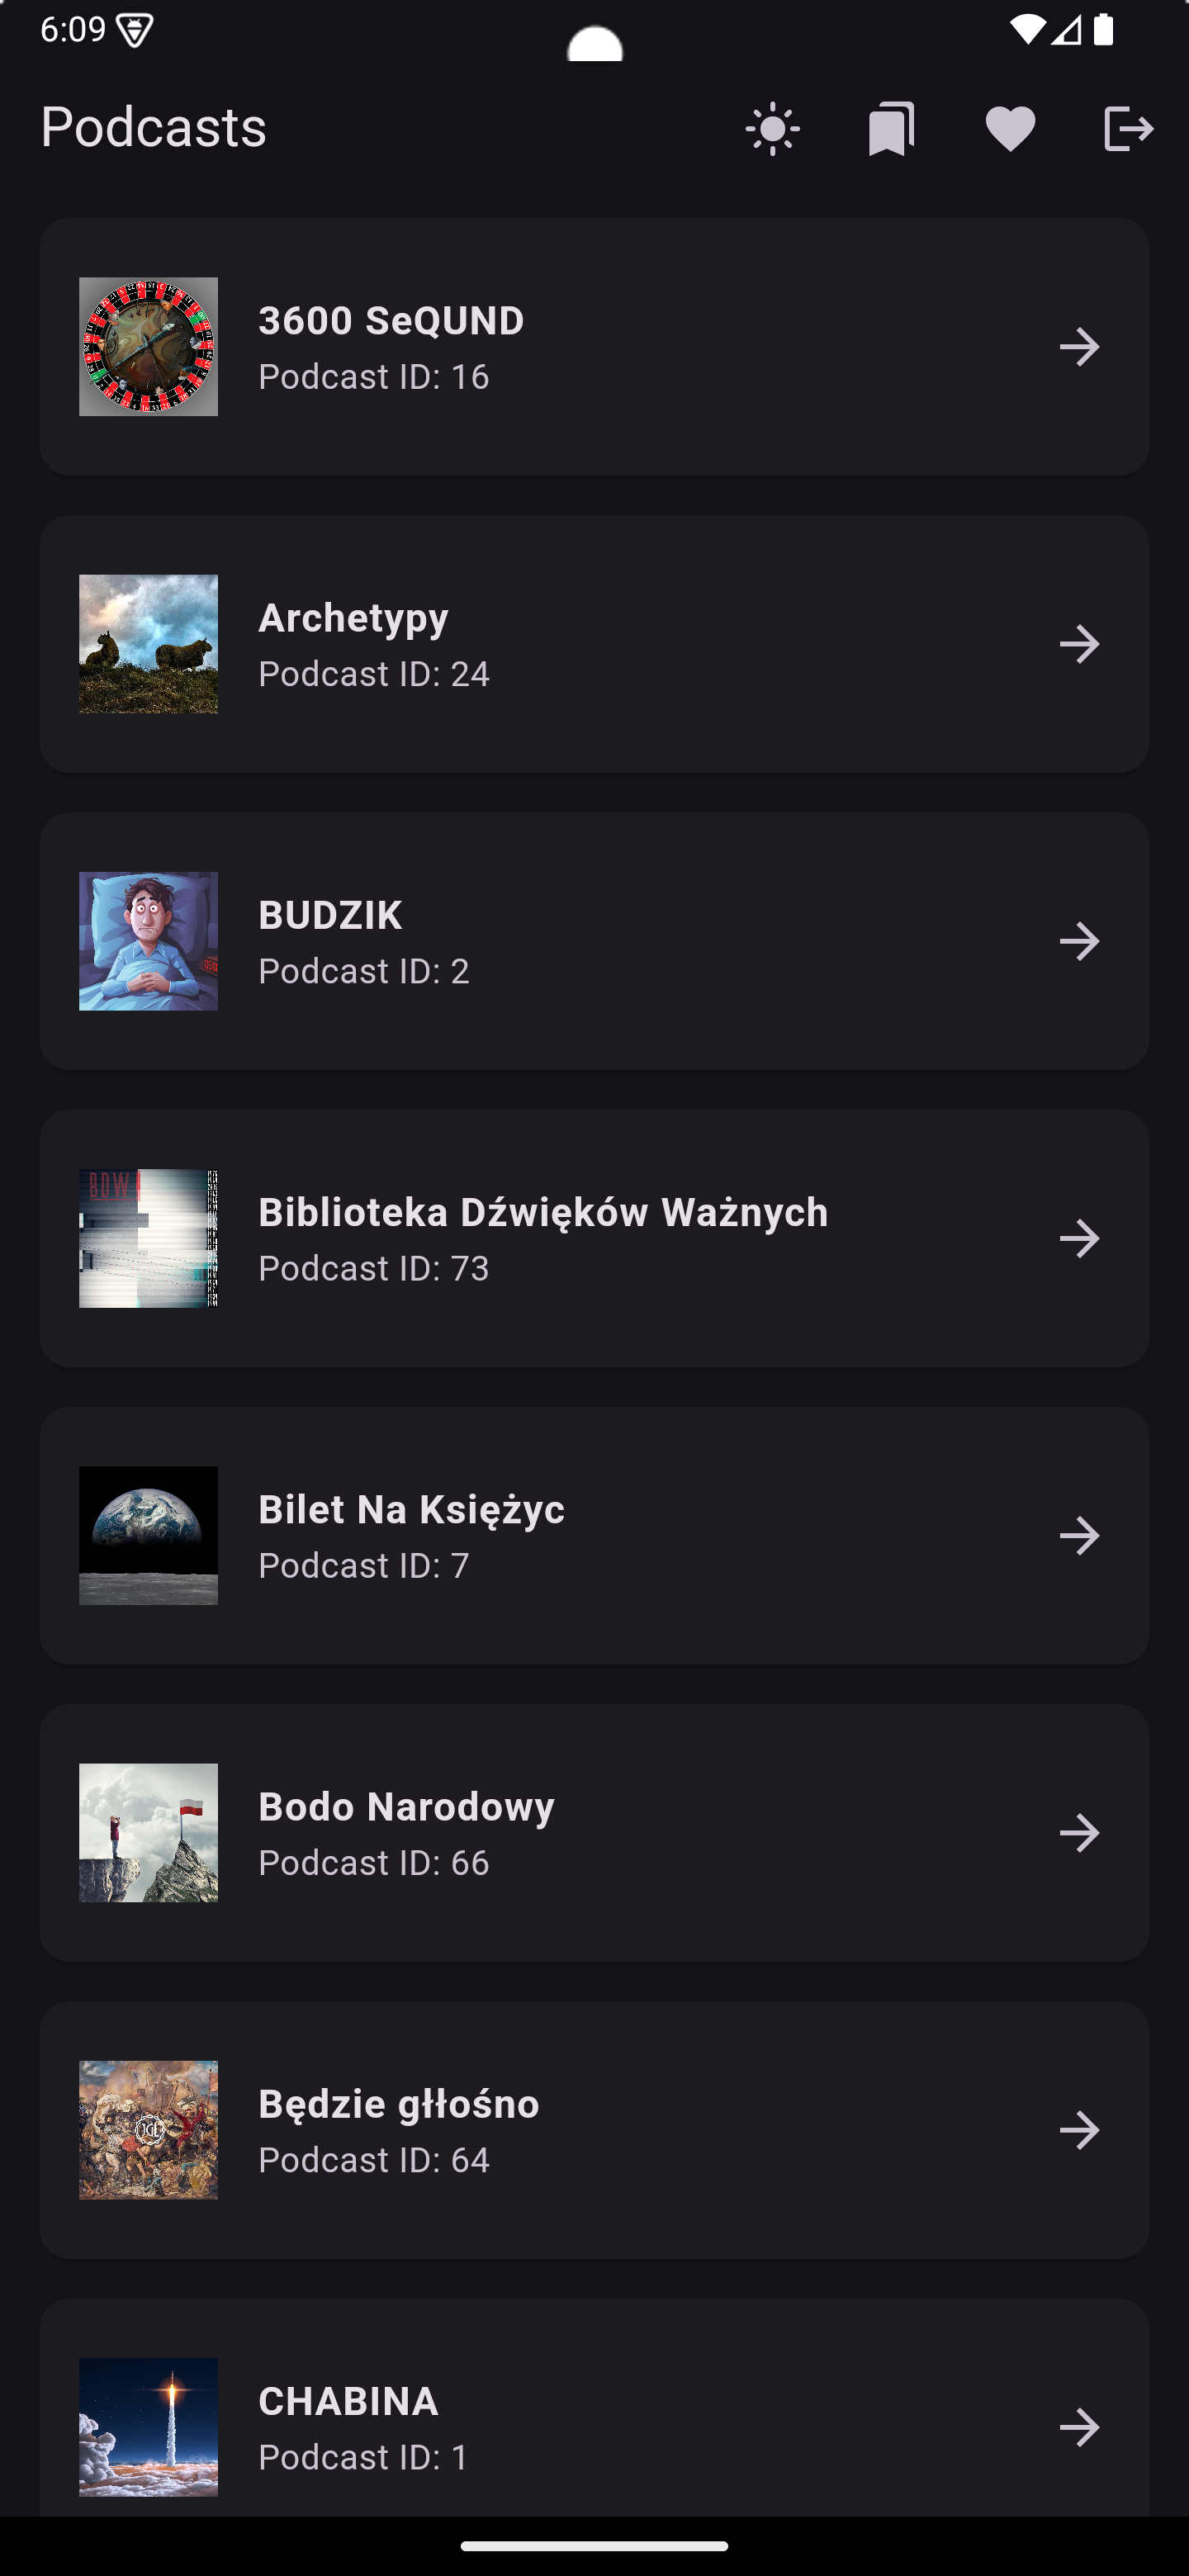 6:09
Podcasts
3600 SeQUND
Podcast ID: 16
Archetypy
Podcast ID: 24
BUDZIK
Podcast ID: 2
BDW
Biblioteka Dźwięków Ważnych
Podcast ID: 73
Bilet Na Księżyc
Podcast ID: 7
Bodo Narodowy
Podcast ID: 66
Będzie głłośno
Podcast ID: 64
CHABINA
Podcast ID: 1